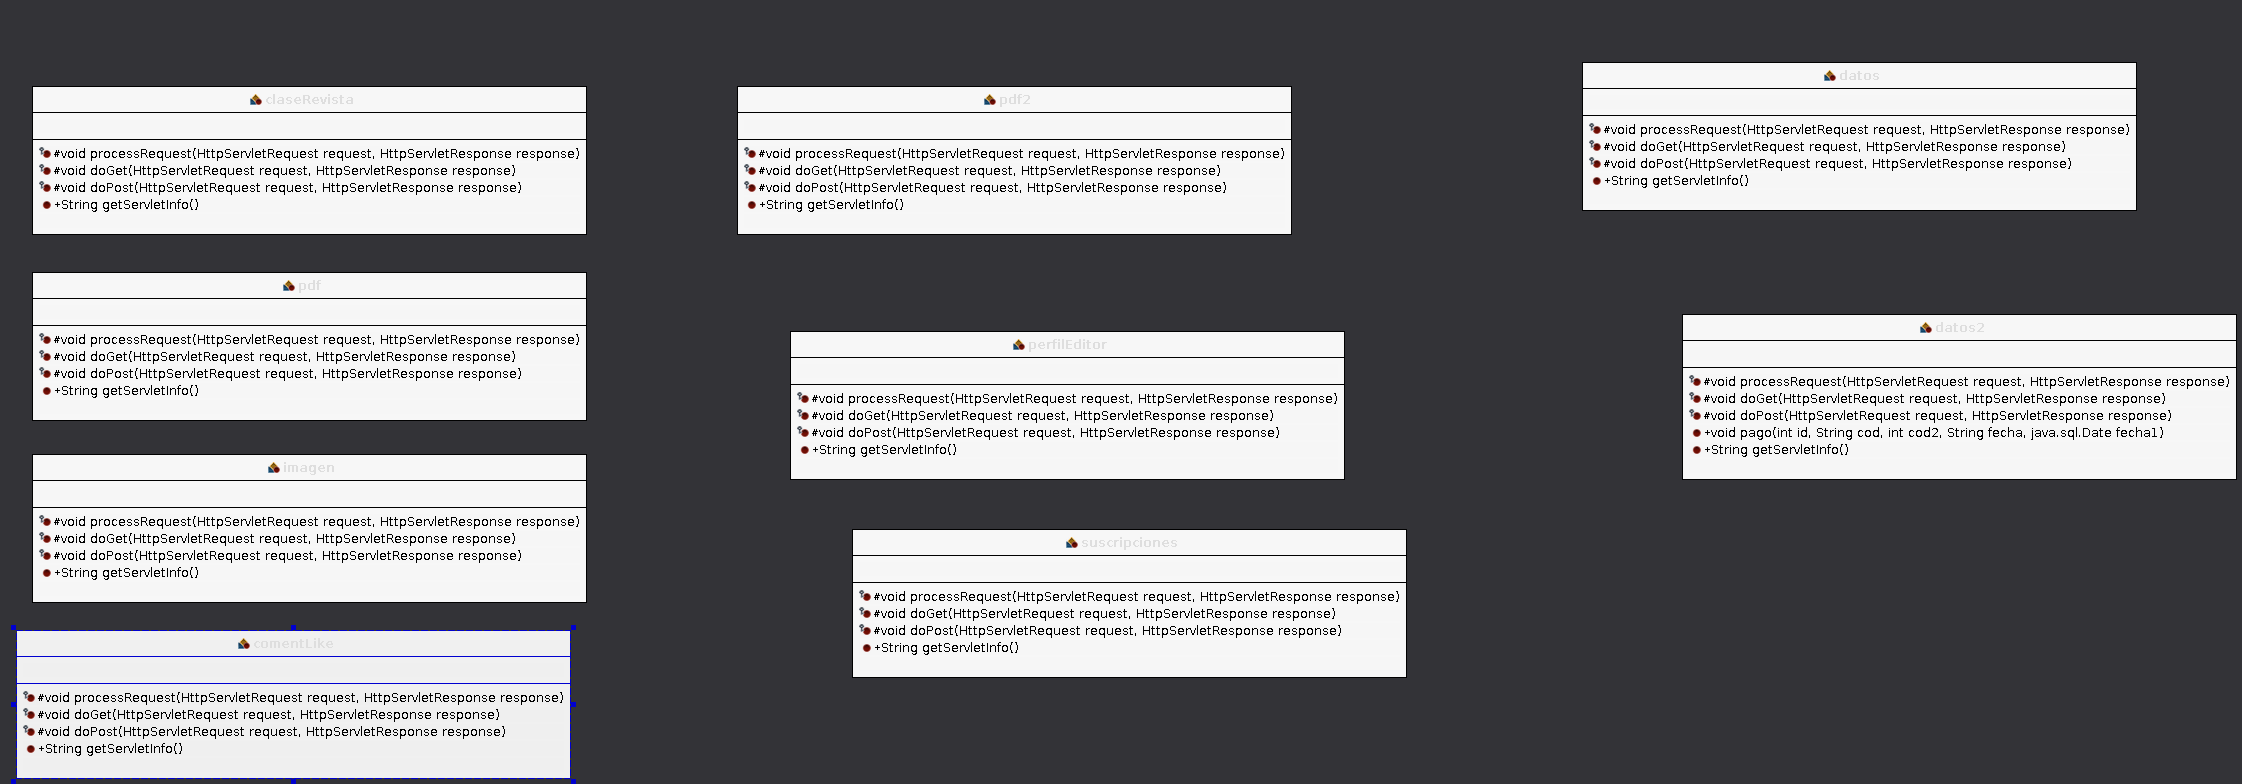 claseRevista
#void processRequest(HttpServletRequest request, HttpServletResponse response)
#void doGet(HttpServletRequest request, HttpServletResponse response)
#void doPost(HttpServletRequest request, HttpServletResponse response)
+String getServletInfo()
pdf
#void processRequest(HttpServletRequest request, HttpServletResponse response)
#void doGet(HttpServletRequest request, HttpServletResponse response)
#void doPost(HttpServletRequest request, HttpServletResponse response)
+String getServletInfo()
imagen
#void processRequest(HttpServletRequest request, HttpServletResponse response)
#void doGet(HttpServletRequest request, HttpServletResponse response)
#void doPost(HttpServletRequest request, HttpServletResponse response)
+String getServletInfo()
comentLike
#void processRequest(HttpServletRequest request, HttpServletResponse response)
#void doGet(HttpServletRequest request, HttpServletResponse response)
#void doPost(HttpServletRequest request, HttpServletResponse response)
+String getServletInfo()
pdf2
#void processRequest(HttpServletRequest request, HttpServletResponse response)
#void doGet(HttpServletRequest request, HttpServletResponse response)
#void doPost(HttpServletRequest request, HttpServletResponse response)
+String getServletInfo()
perfilEditor
#void processRequest(HttpServletRequest request, HttpServletResponse response)
#void doGet(HttpServletRequest request, HttpServletResponse response)
#void doPost(HttpServletRequest request, HttpServletResponse response)
+String getServletInfo()
suscripciones
#void processRequest(HttpServletRequest request, HttpServletResponse response)
#void doGet(HttpServletRequest request, HttpServletResponse response)
#void doPost(HttpServletRequest request, HttpServletResponse response)
+String getServletInfo()
datos
#void processRequest(HttpServletRequest request, HttpServletResponse response)
#void doGet(HttpServletRequest request, HttpServletResponse response)
#void doPost(HttpServletRequest request, HttpServletResponse response)
+String getServletInfo()
datos2
#void processRequest(HttpServletRequest request, HttpServletResponse response)
#void doGet(HttpServletRequest request, HttpServletResponse response)
#void doPost(HttpServletRequest request, HttpServletResponse response)
+void pago(int id, String cod, int cod2, String fecha, java.sql.Date fecha1)
+String getServletInfo()